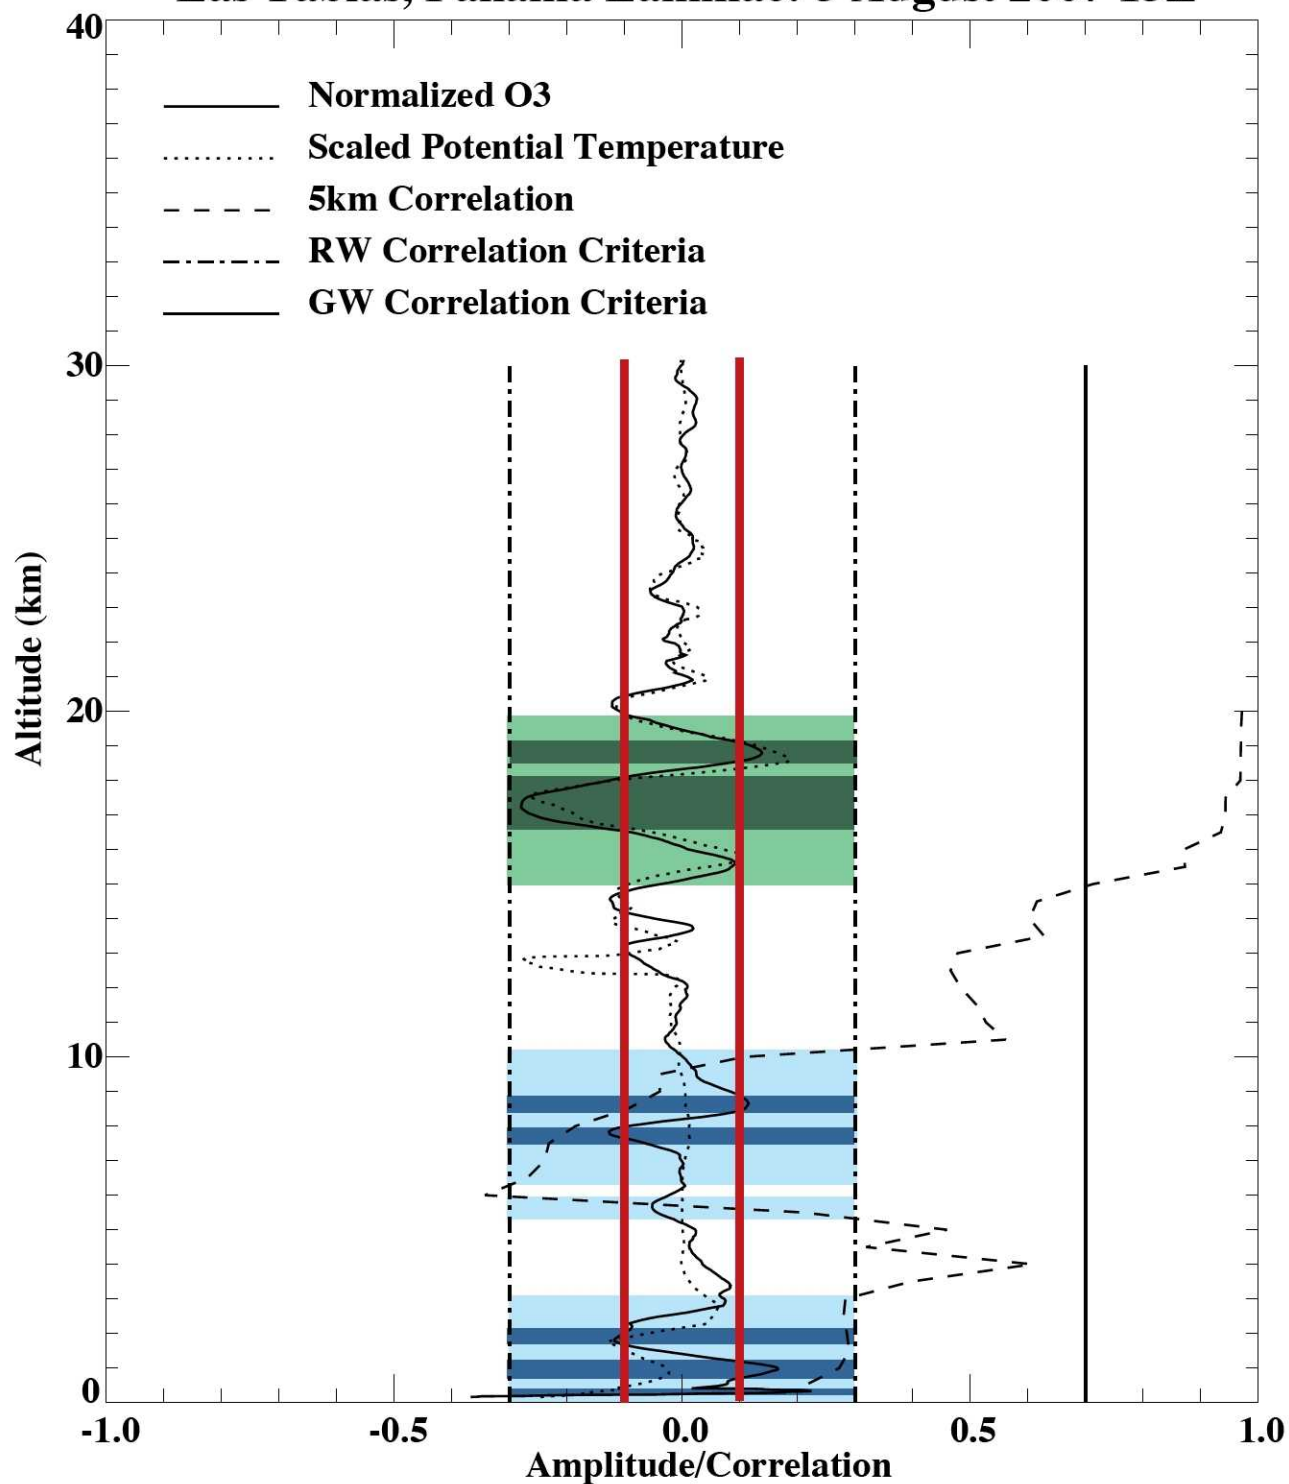 40
Normalized O3
Scaled Potential Temperature
5km Correlation
RW Correlation Criteria
GW Correlation Criteria
30
20
10
0
Altitude (km)
-1.0 -0.5 0.0 0.5 1.0
Amplitude/Correlation